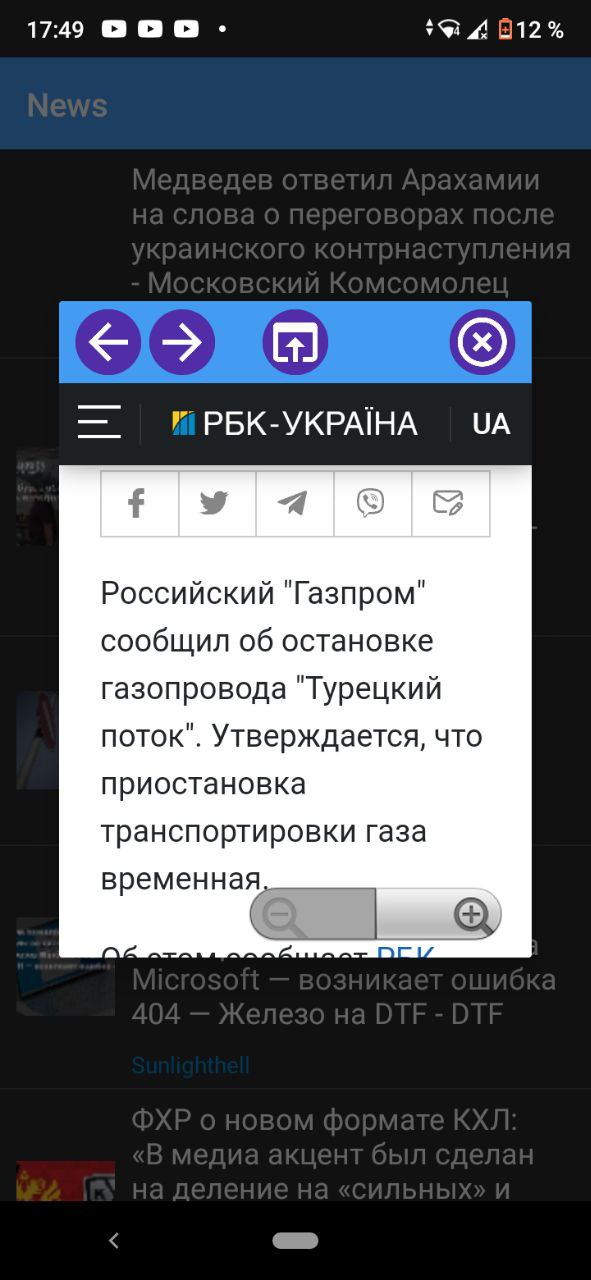 17:49
4
12 %
News
Медведев ответил Арахамии
на слова о переговорах после
украинского контрнаступления
- Московский Комсомолец
РБК-УКРАЇНА
UA
Российский "Газпром"
сообщил об остановке
газопровода "Турецкий
поток". Утверждается, что
приостановка
транспортировки газа
временная.
Об этом сообщает РБК
а
Microsoft — возникает ошибка
404 — Железо на DTF - DTF
Sunlighthell
ФХР о новом формате КХЛ:
«В медиа акцент был сделан
на деление на «сильных» и